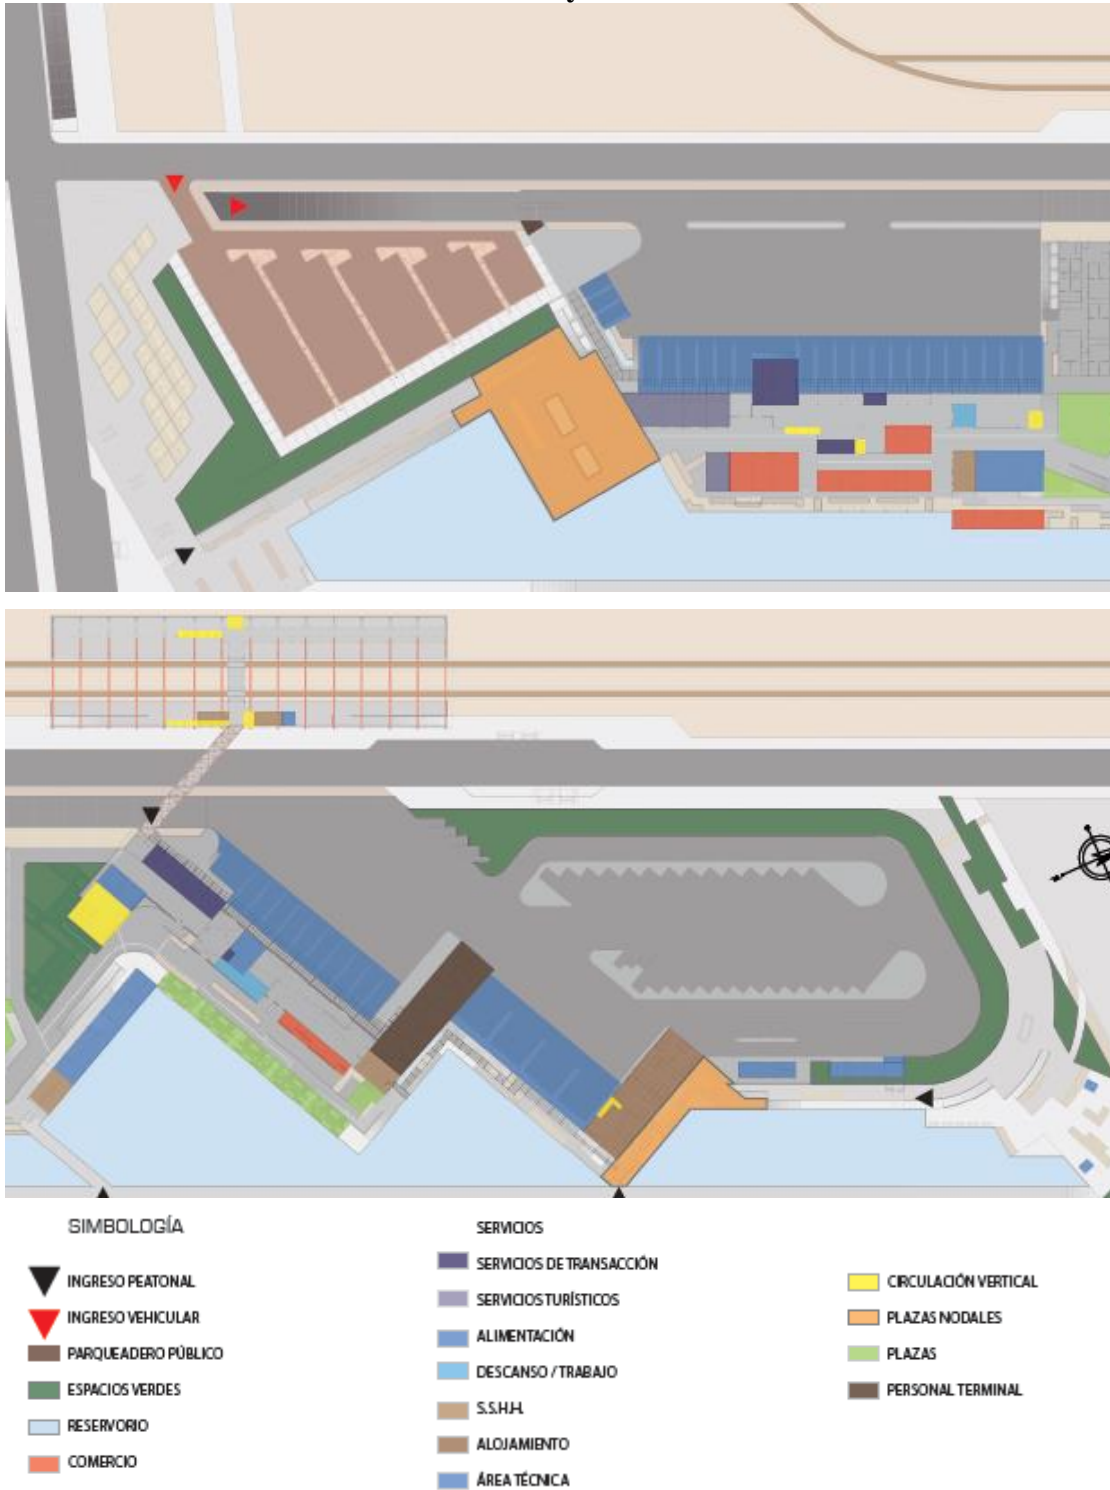 SIMBOLOGÍA
INGRESO PEATONAL
INGRESO VEHICULAR
PARQUEADERO PÚBLICO
ESPACIOS VERDES
RESERVORIO
COMERCIO
SERVICIOS
SERVICIOS DE TRANSACCIÓN
SERVICIOS TURÍSTICOS
ALIMENTACIÓN
DESCANSO / TRABAJO
S.S.H.H.
ALOJAMIENTO
ÁREA TÉCNICA
CIRCULACIÓN VERTICAL
PLAZAS NODALES
PLAZAS
PERSONAL TERMINAL